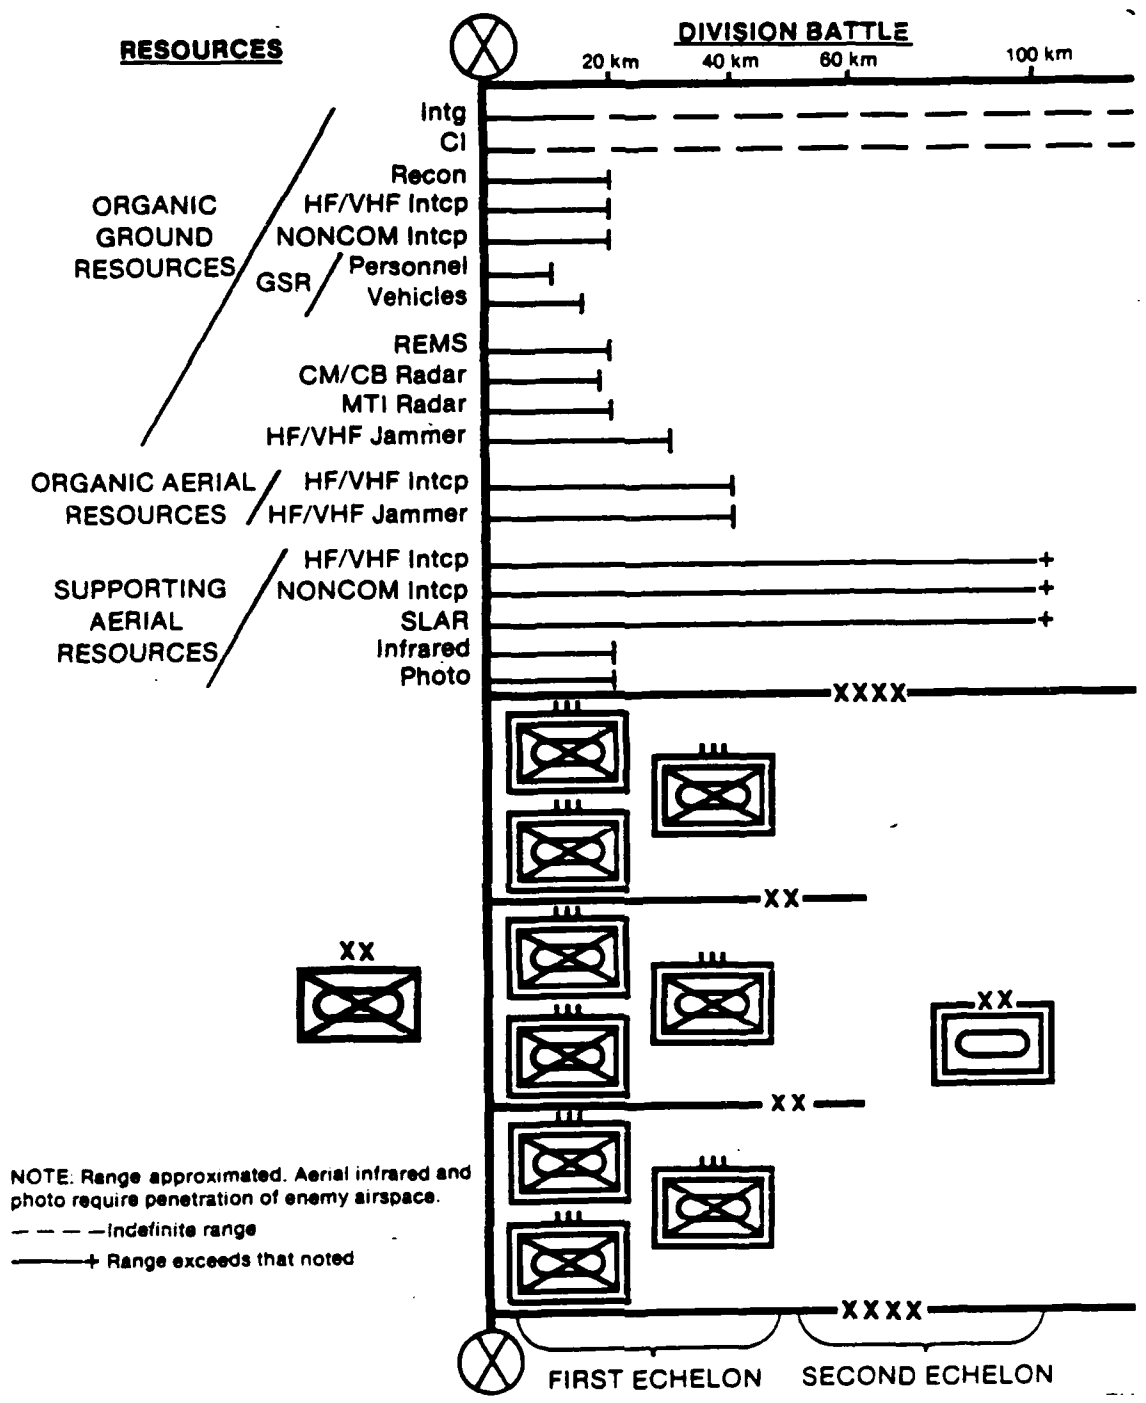 RESOURCES
DIVISION BATTLE
20 km 40 km 60 km 100 km
Intg
CI
Recon
HF/VHF Intcp
NONCOM Intcp
Personnel
Vehicles
GSR
REMS
CM/CB Radar
MTI Radar
HF/VHF Jammer
ORGANIC
GROUND
RESOURCES
HF/VHF Intcp
HF/VHF Jammer
ORGANIC AERIAL
RESOURCES
HF/VHF Intcp
NONCOM Intcp
SLAR
Infrared
Photo
SUPPORTING
AERIAL
RESOURCES
XXXX
XX
XX
XX
XX
XXXX
NOTE: Range approximated. Aerial infrared and
photo require penetration of enemy airspace.
Indefinite range
+ Range exceeds that noted
FIRST ECHELON
SECOND ECHELON